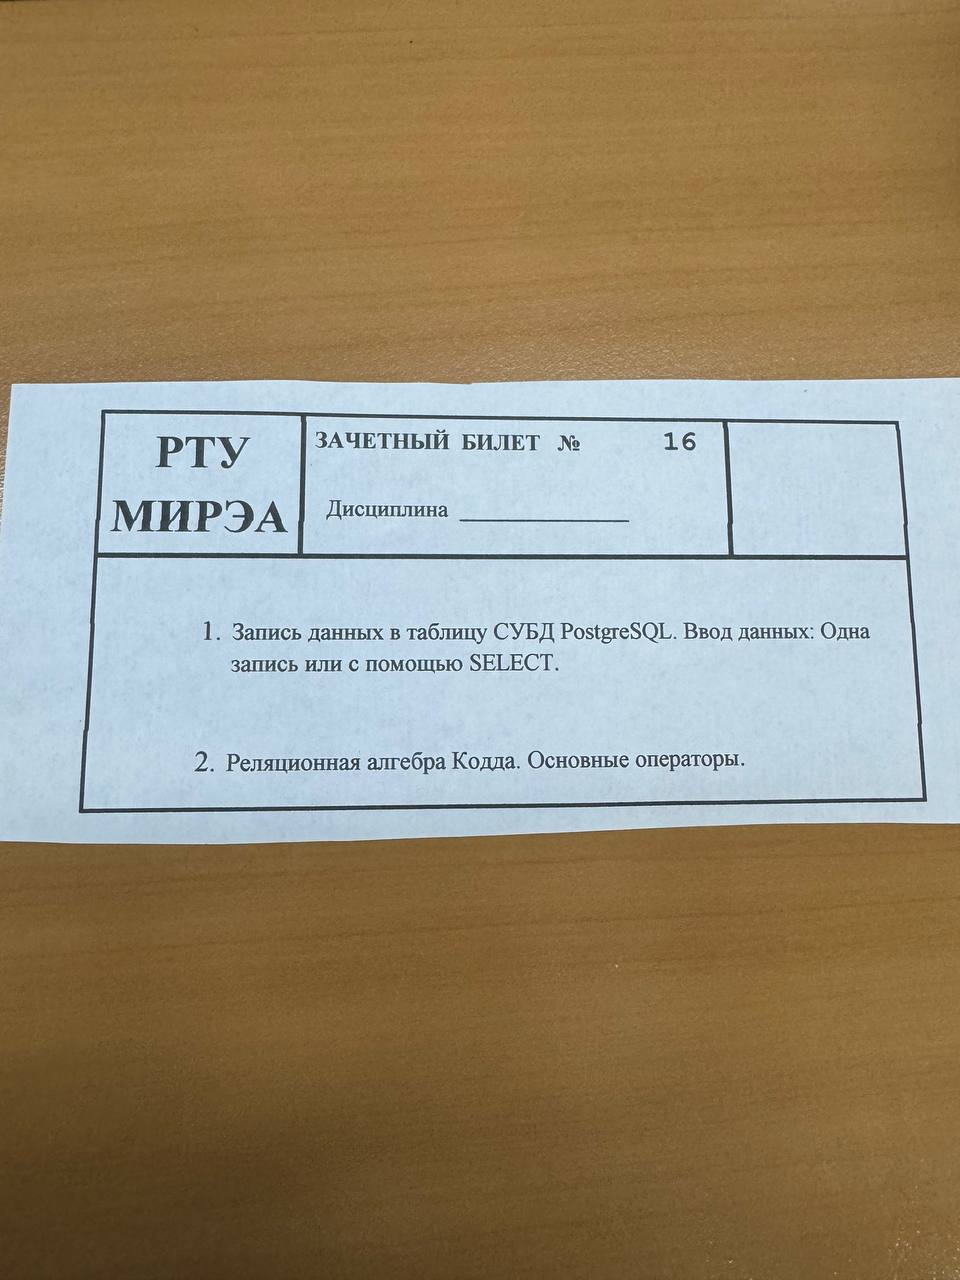 РТУ
МИРЭА
ЗАЧЕТНЫЙ БИЛЕТ № 16
Дисциплина
1. Запись данных в таблицу СУБД PostgreSQL. Ввод данных: Одна
запись или с помощью SELECT.
2. Реляционная алгебра Кодда. Основные операторы.